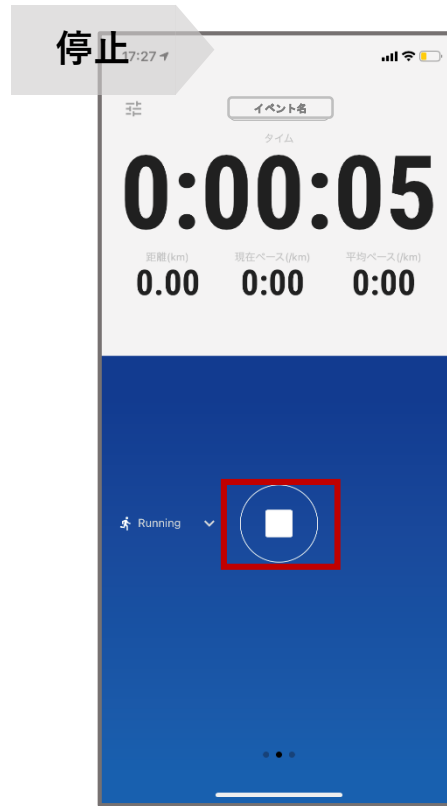 停止
17:27
イベント名
タイム
0:00:05
距離(km) 現在ペース(/km) 平均ペース(/km)
0.00 0:00 0:00
Running